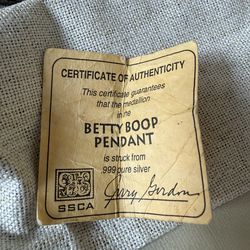 CERTIFICATE OF AUTHENTICITY
This certificate guarantees
that the medallion
in the
BETTY BOOP
PENDANT
is struck from
.999 pure silver
SSCA
Jerry Gordon